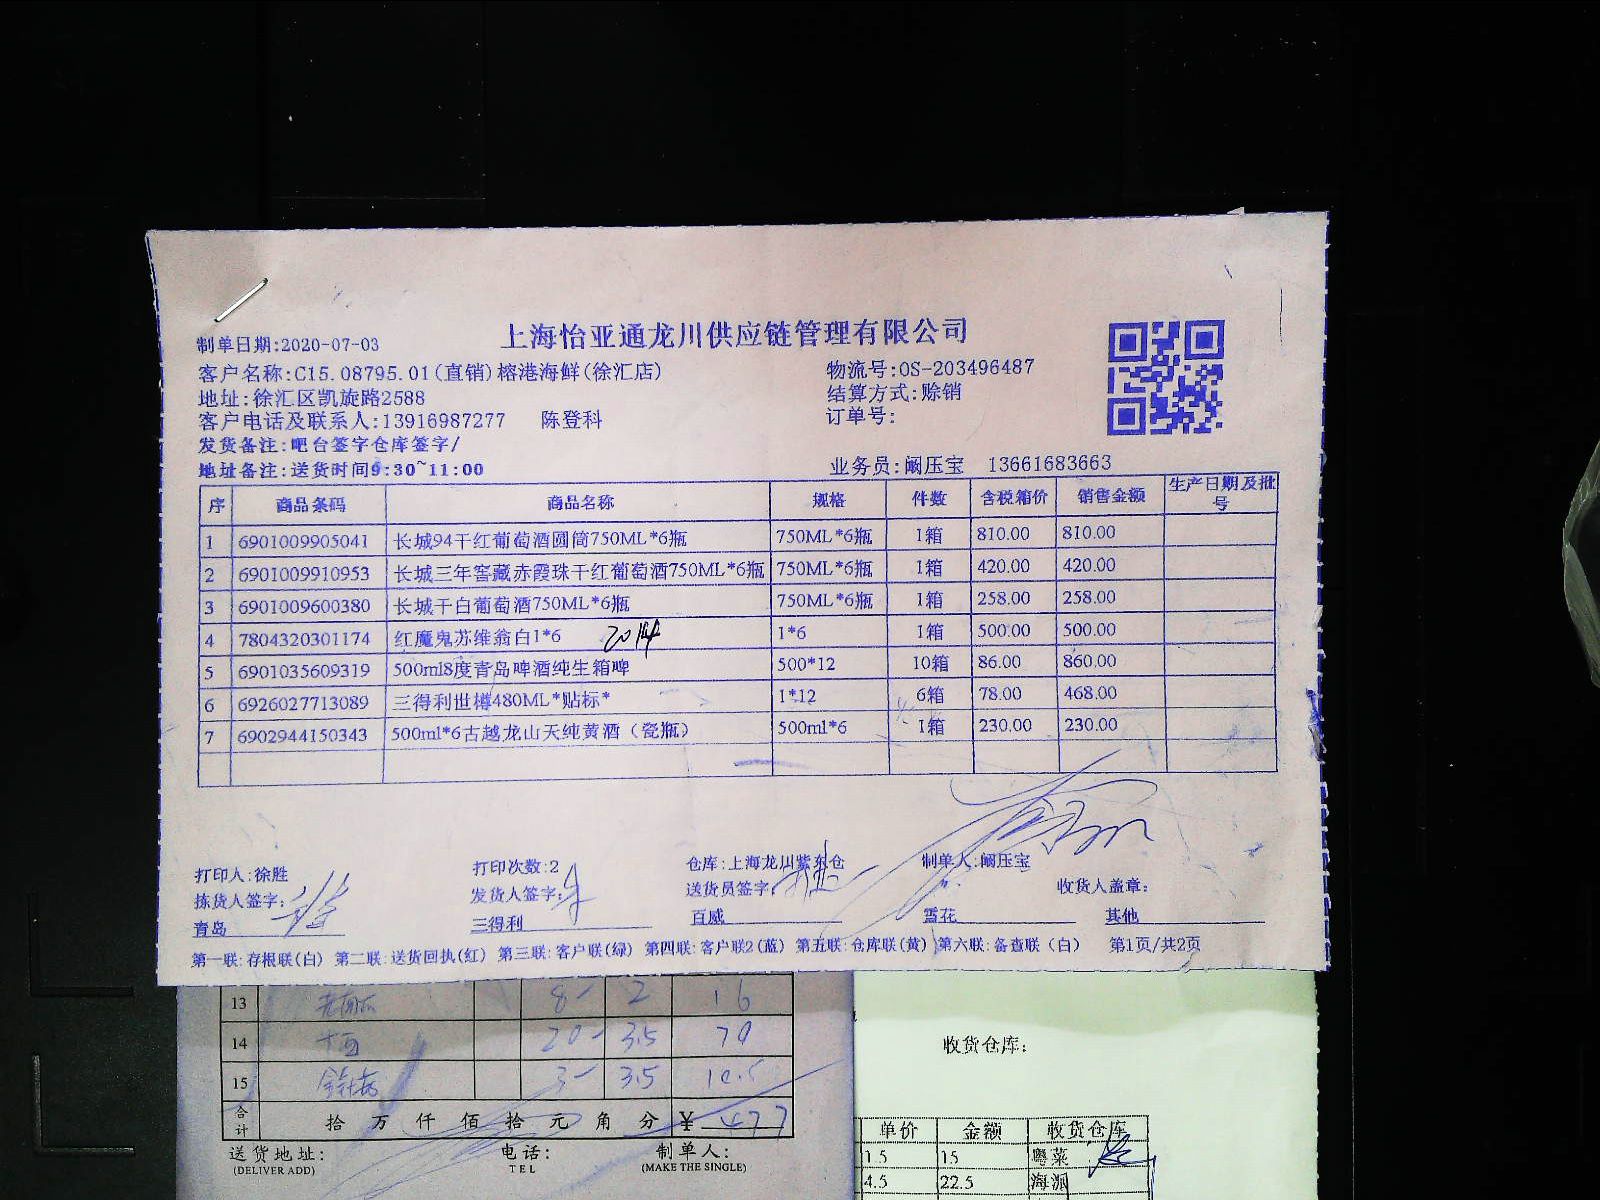 上海怡亚通龙川供应链管理有限公司
制单日期:2020-07-03
客户名称:C15.08795.01(直销)榕港海鲜(徐汇店) 物流号:OS-203496487
地址:徐汇区凯旋路2588 结算方式:赊销
客户电话及联系人:13916987277 陈登科 订单号:
发货备注:吧台签字仓库签字/
地址备注:送货时间9:30~11:00 业务员:阚压宝 13661683663
序 商品条码 商品名称 规格 件数 含税箱价 销售金额 生产日期及批号
1 6901009905041 长城94干红葡萄酒圆筒750ML*6瓶 750ML*6瓶 1箱 810.00 810.00
2 6901009910953 长城三年窖藏赤霞珠干红葡萄酒750ML*6瓶 750ML*6瓶 1箱 420.00 420.00
3 6901009600380 长城干白葡萄酒750ML*6瓶 750ML*6瓶 1箱 258.00 258.00
4 7804320301174 红魔鬼苏维翁白1*6 2014 1*6 1箱 500.00 500.00
5 6901035609319 500ml8度青岛啤酒纯生箱啤 500*12 10箱 86.00 860.00
6 6926027713089 三得利世樽480ML*贴标* 1*12 6箱 78.00 468.00
7 6902944150343 500ml*6古越龙山天纯黄酒（瓷瓶） 500ml*6 1箱 230.00 230.00
打印人:徐胜 打印次数:2 仓库:上海龙川紫东仓 制单人:阚压宝
拣货人签字: 发货人签字: 送货员签字: 收货人盖章:
青岛 三得利 百威 雪花 其他
第一联:存根联(白) 第二联:送货回执(红) 第三联:客户联(绿) 第四联:客户联2(蓝) 第五联:仓库联(黄) 第六联:备查联（白） 第1页/共2页
13 8- 2 16
14 20- 3.5 70
15 3- 3.5 10.5
合计 拾 万 仟 佰 拾 元 角 分 ¥ 477
送货地址: 电话: 制单人:
(DELIVER ADD) TEL (MAKE THE SINGLE)
收货仓库:
单价 金额 收货仓库
1.5 15 粤菜
4.5 22.5 海派